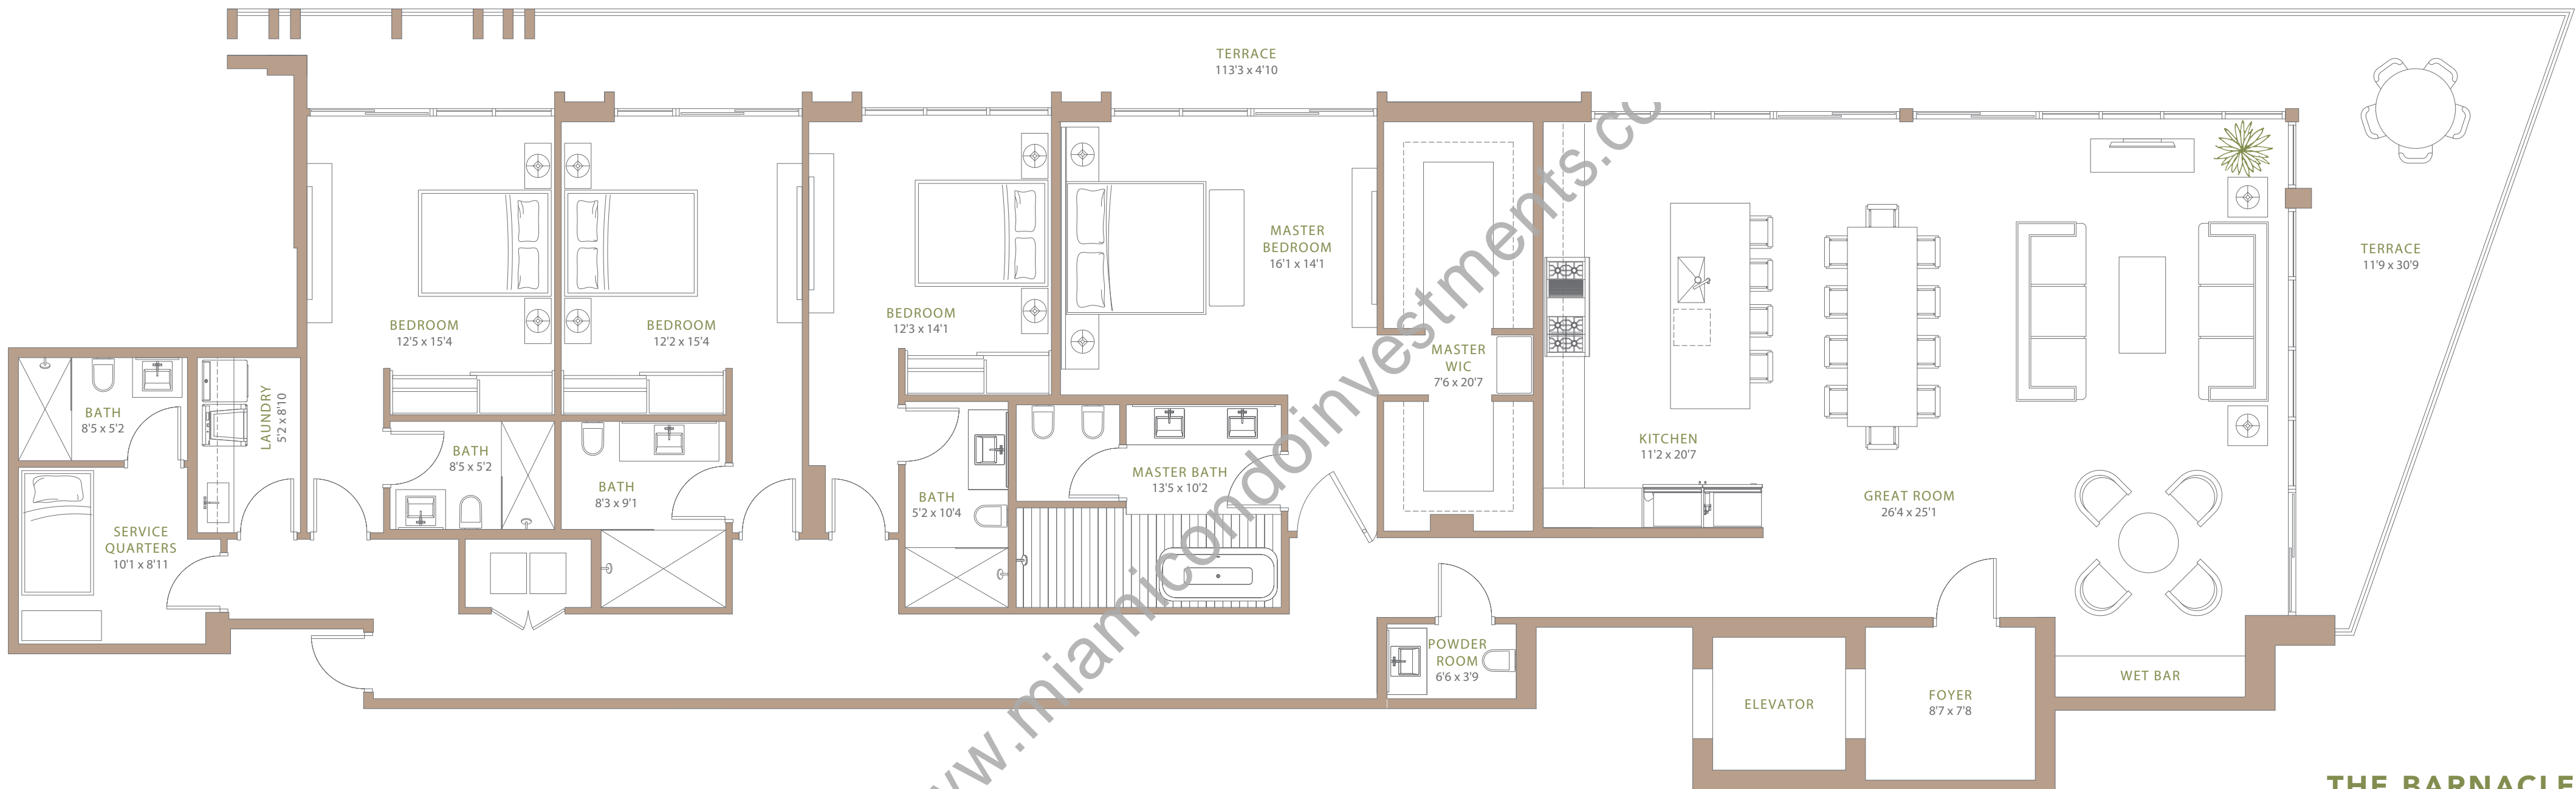 TERRACE
113'3 x 4'10
MASTER
BEDROOM
16'1 x 14'1
TERRACE
11'9 x 30'9
BEDROOM
12'5 x 15'4
BEDROOM
12'2 x 15'4
BEDROOM
12'3 x 14'1
MASTER
WIC
7'6 x 20'7
BATH
8'5 x 5'2
LAUNDRY
5'2 x 8'10
BATH
8'5 x 5'2
BATH
8'3 x 9'1
BATH
5'2 x 10'4
MASTER BATH
13'5 x 10'2
KITCHEN
11'2 x 20'7
GREAT ROOM
26'4 x 25'1
SERVICE
QUARTERS
10'1 x 8'11
POWDER
ROOM
6'6 x 3'9
ELEVATOR
FOYER
8'7 x 7'8
WET BAR
THE BARNACLE
www.miamicondoinvestments.co